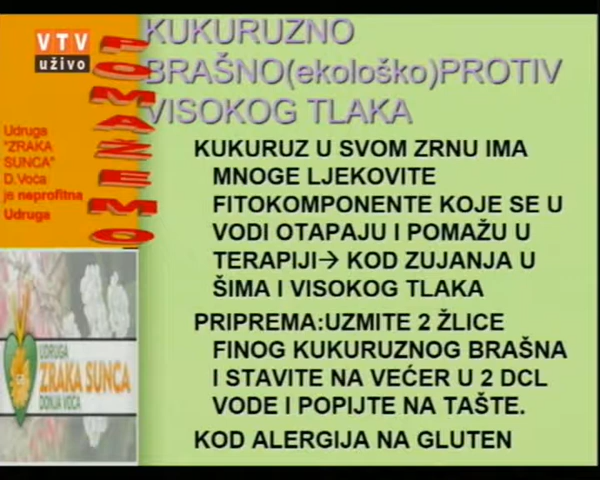 KUKURUZNO
BRAŠNO(ekološko)PROTIV
VISOKOG TLAKA
VTV
uživo
POMAŽEMO
Udruga
"ZRAKA
SUNCA"
D.Voća
je neprofitna
Udruga
KUKURUZ U SVOM ZRNU IMA
MNOGE LJEKOVITE
FITOKOMPONENTE KOJE SE U
VODI OTAPAJU I POMAŽU U
TERAPIJI→ KOD ZUJANJA U
ŠIMA I VISOKOG TLAKA
PRIPREMA:UZMITE 2 ŽLICE
FINOG KUKURUZNOG BRAŠNA
I STAVITE NA VEĆER U 2 DCL
VODE I POPIJTE NA TAŠTE.
KOD ALERGIJA NA GLUTEN
UDRUGA
ZRAKA SUNCA
DONJA VOĆA